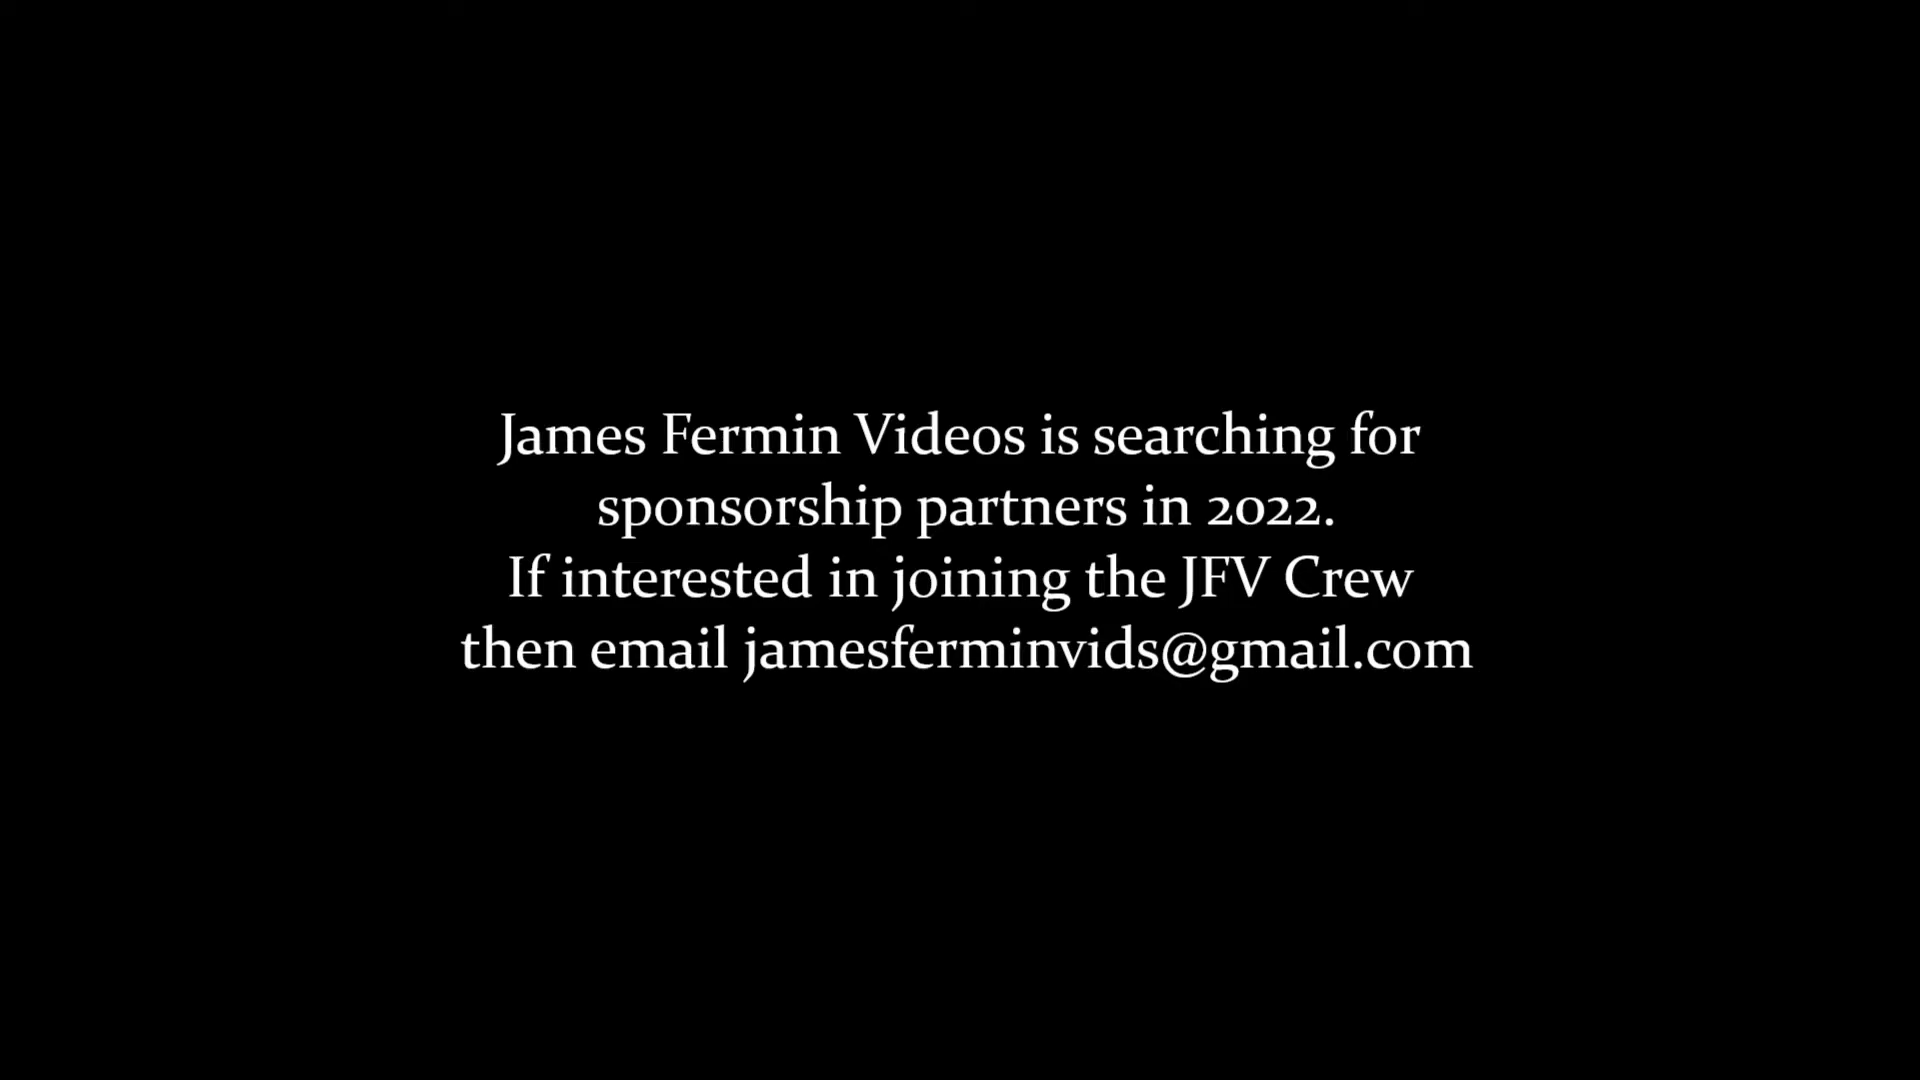 James Fermin Videos is searching for
sponsorship partners in 2022.
If interested in joining the JFV Crew
then email jamesferminvids@gmail.com